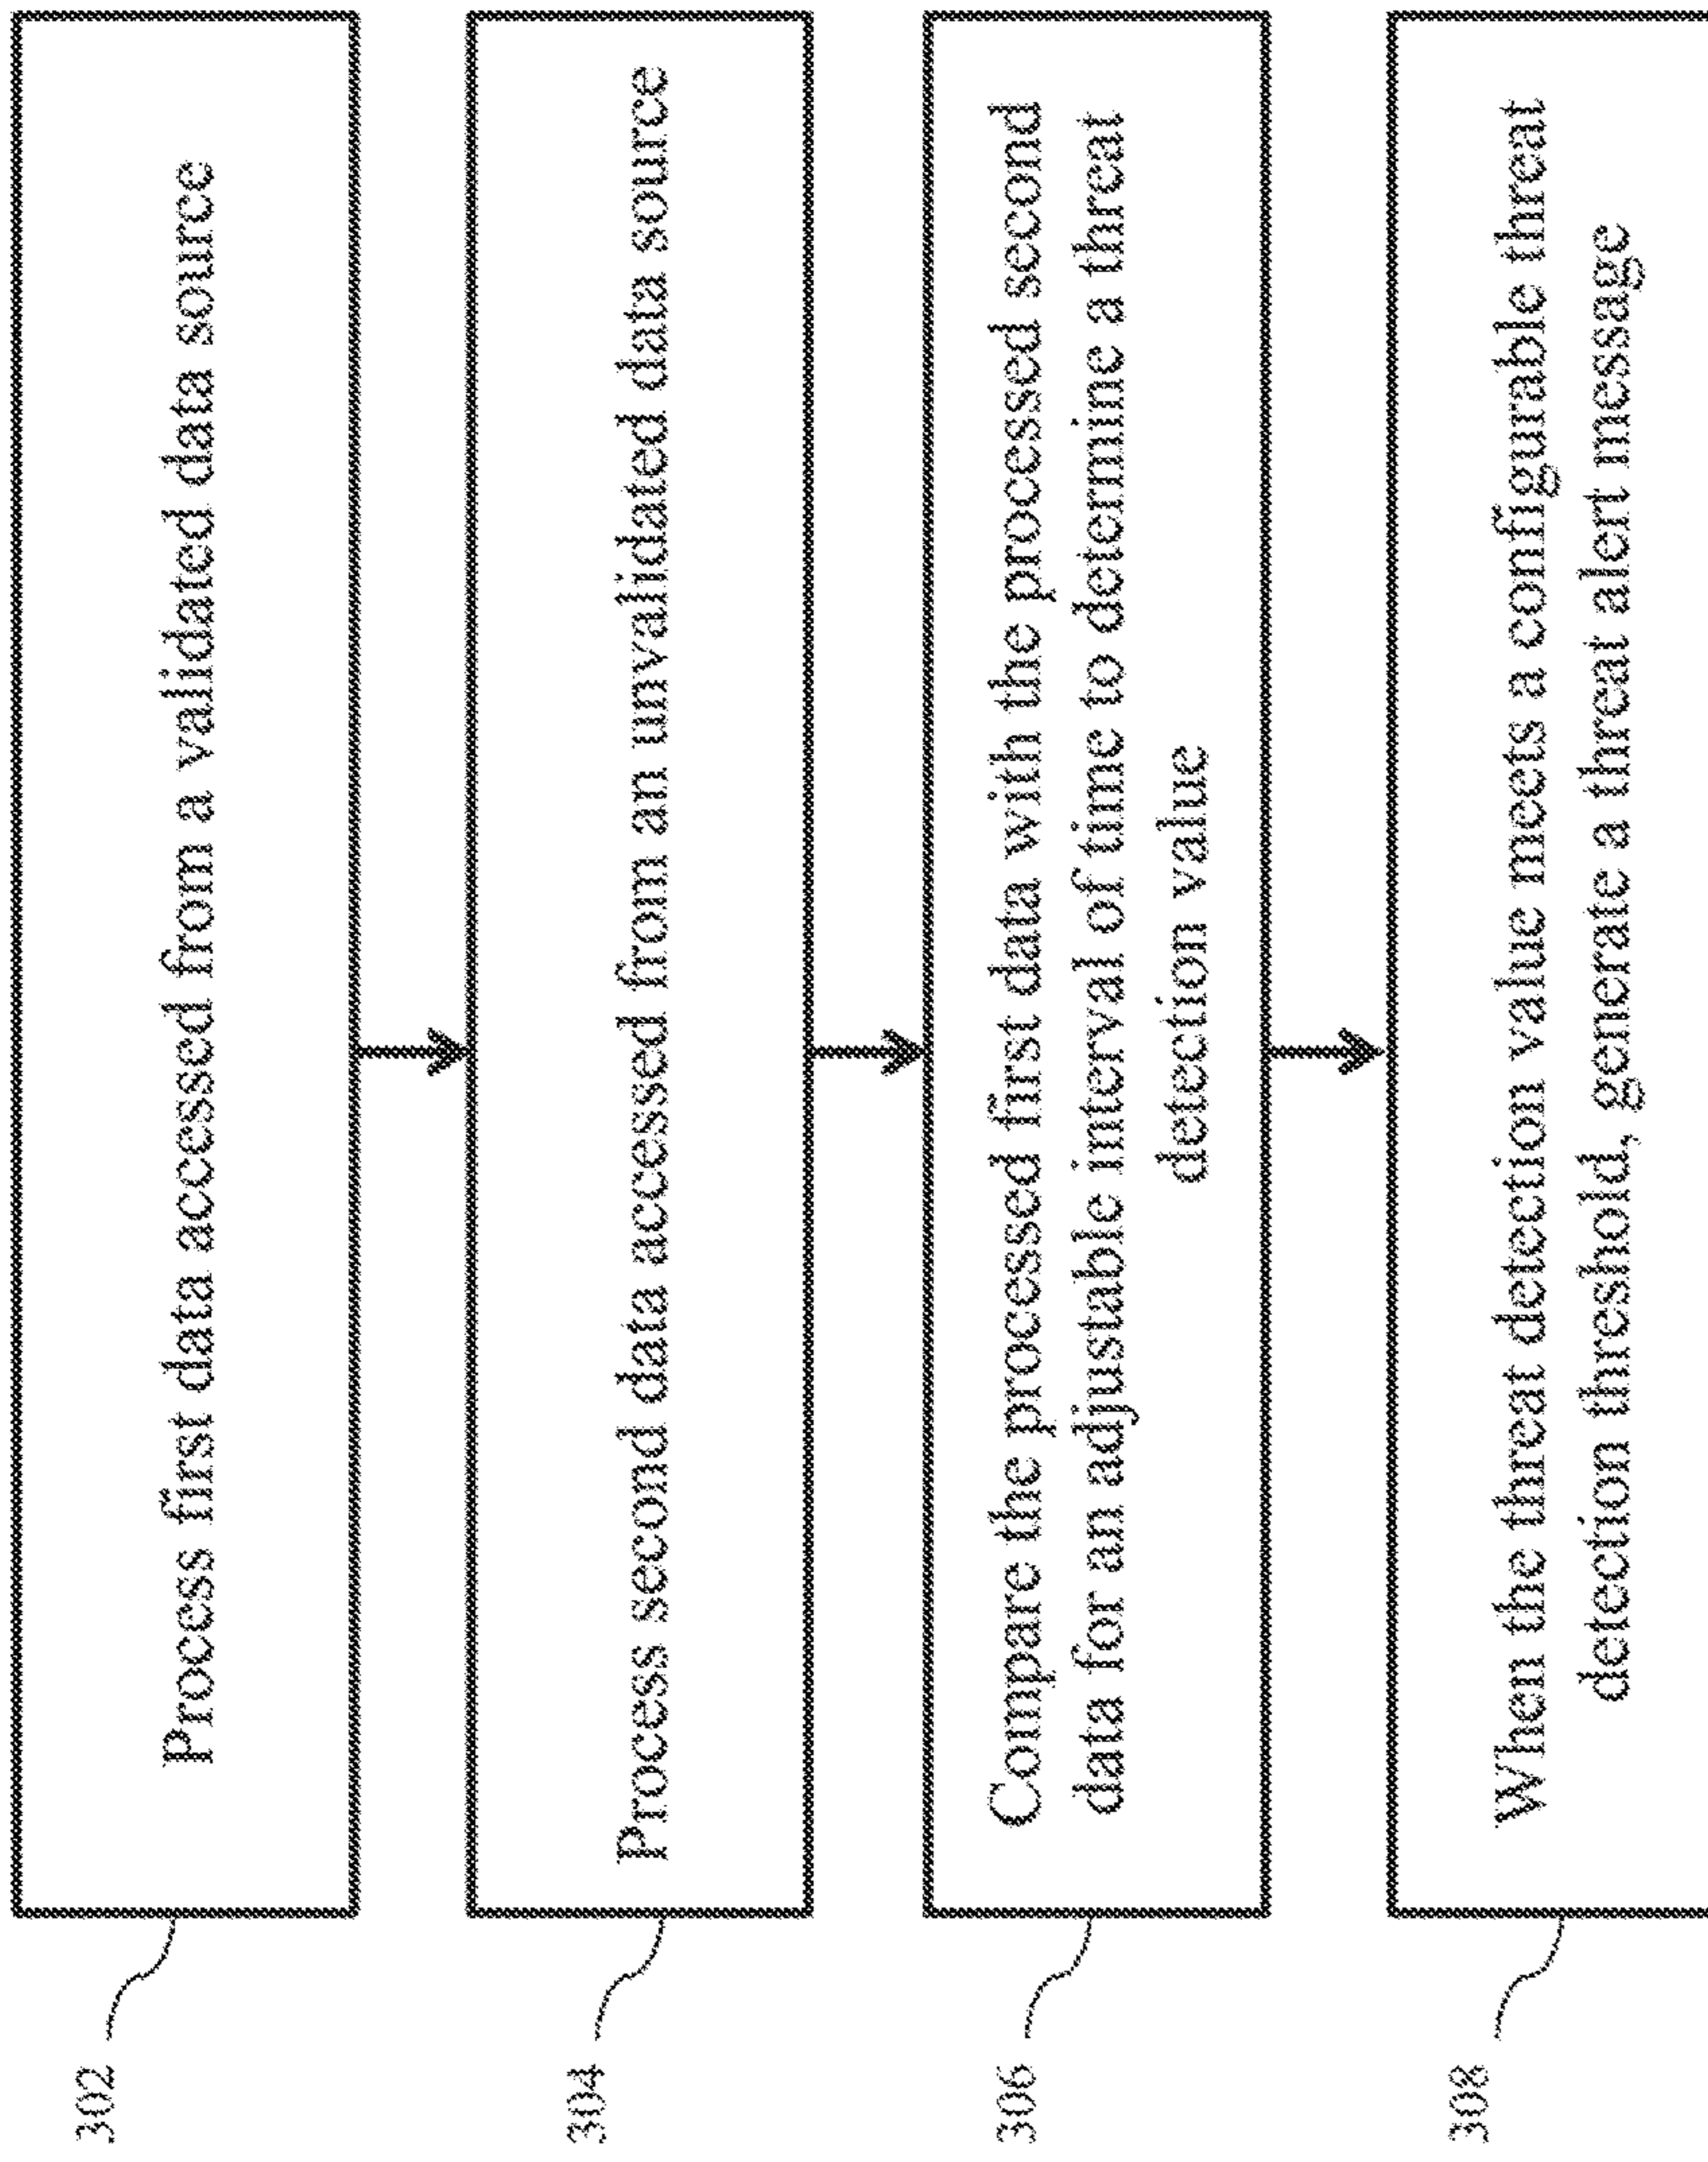 302
Process first data accessed from a validated data source
304
Process second data accessed from an unvalidated data source
306
Compare the processed first data with the processed second
data for an adjustable interval of time to determine a threat
detection value
308
When the threat detection value meets a configurable threat
detection threshold, generate a threat alert message